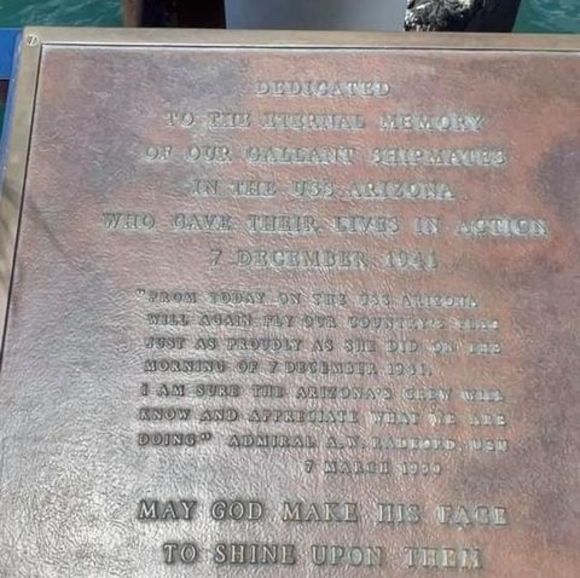 DEDICATED
TO THE ETERNAL MEMORY
OF OUR GALLANT SHIPMATES
IN THE USS ARIZONA
WHO GAVE THEIR LIVES IN ACTION
7 DECEMBER 1941
"FROM TODAY ON THE USS ARIZONA
WILL AGAIN FLY OUR COUNTRY'S FLAG
JUST AS PROUDLY AS SHE DID ON THE
MORNING OF 7 DECEMBER 1941.
I AM SURE THE ARIZONA'S CREW WILL
KNOW AND APPRECIATE WHAT WE ARE
DOING" ADMIRAL A.W. RADFORD, USN
7 MARCH 1950
MAY GOD MAKE HIS FACE
TO SHINE UPON THEM